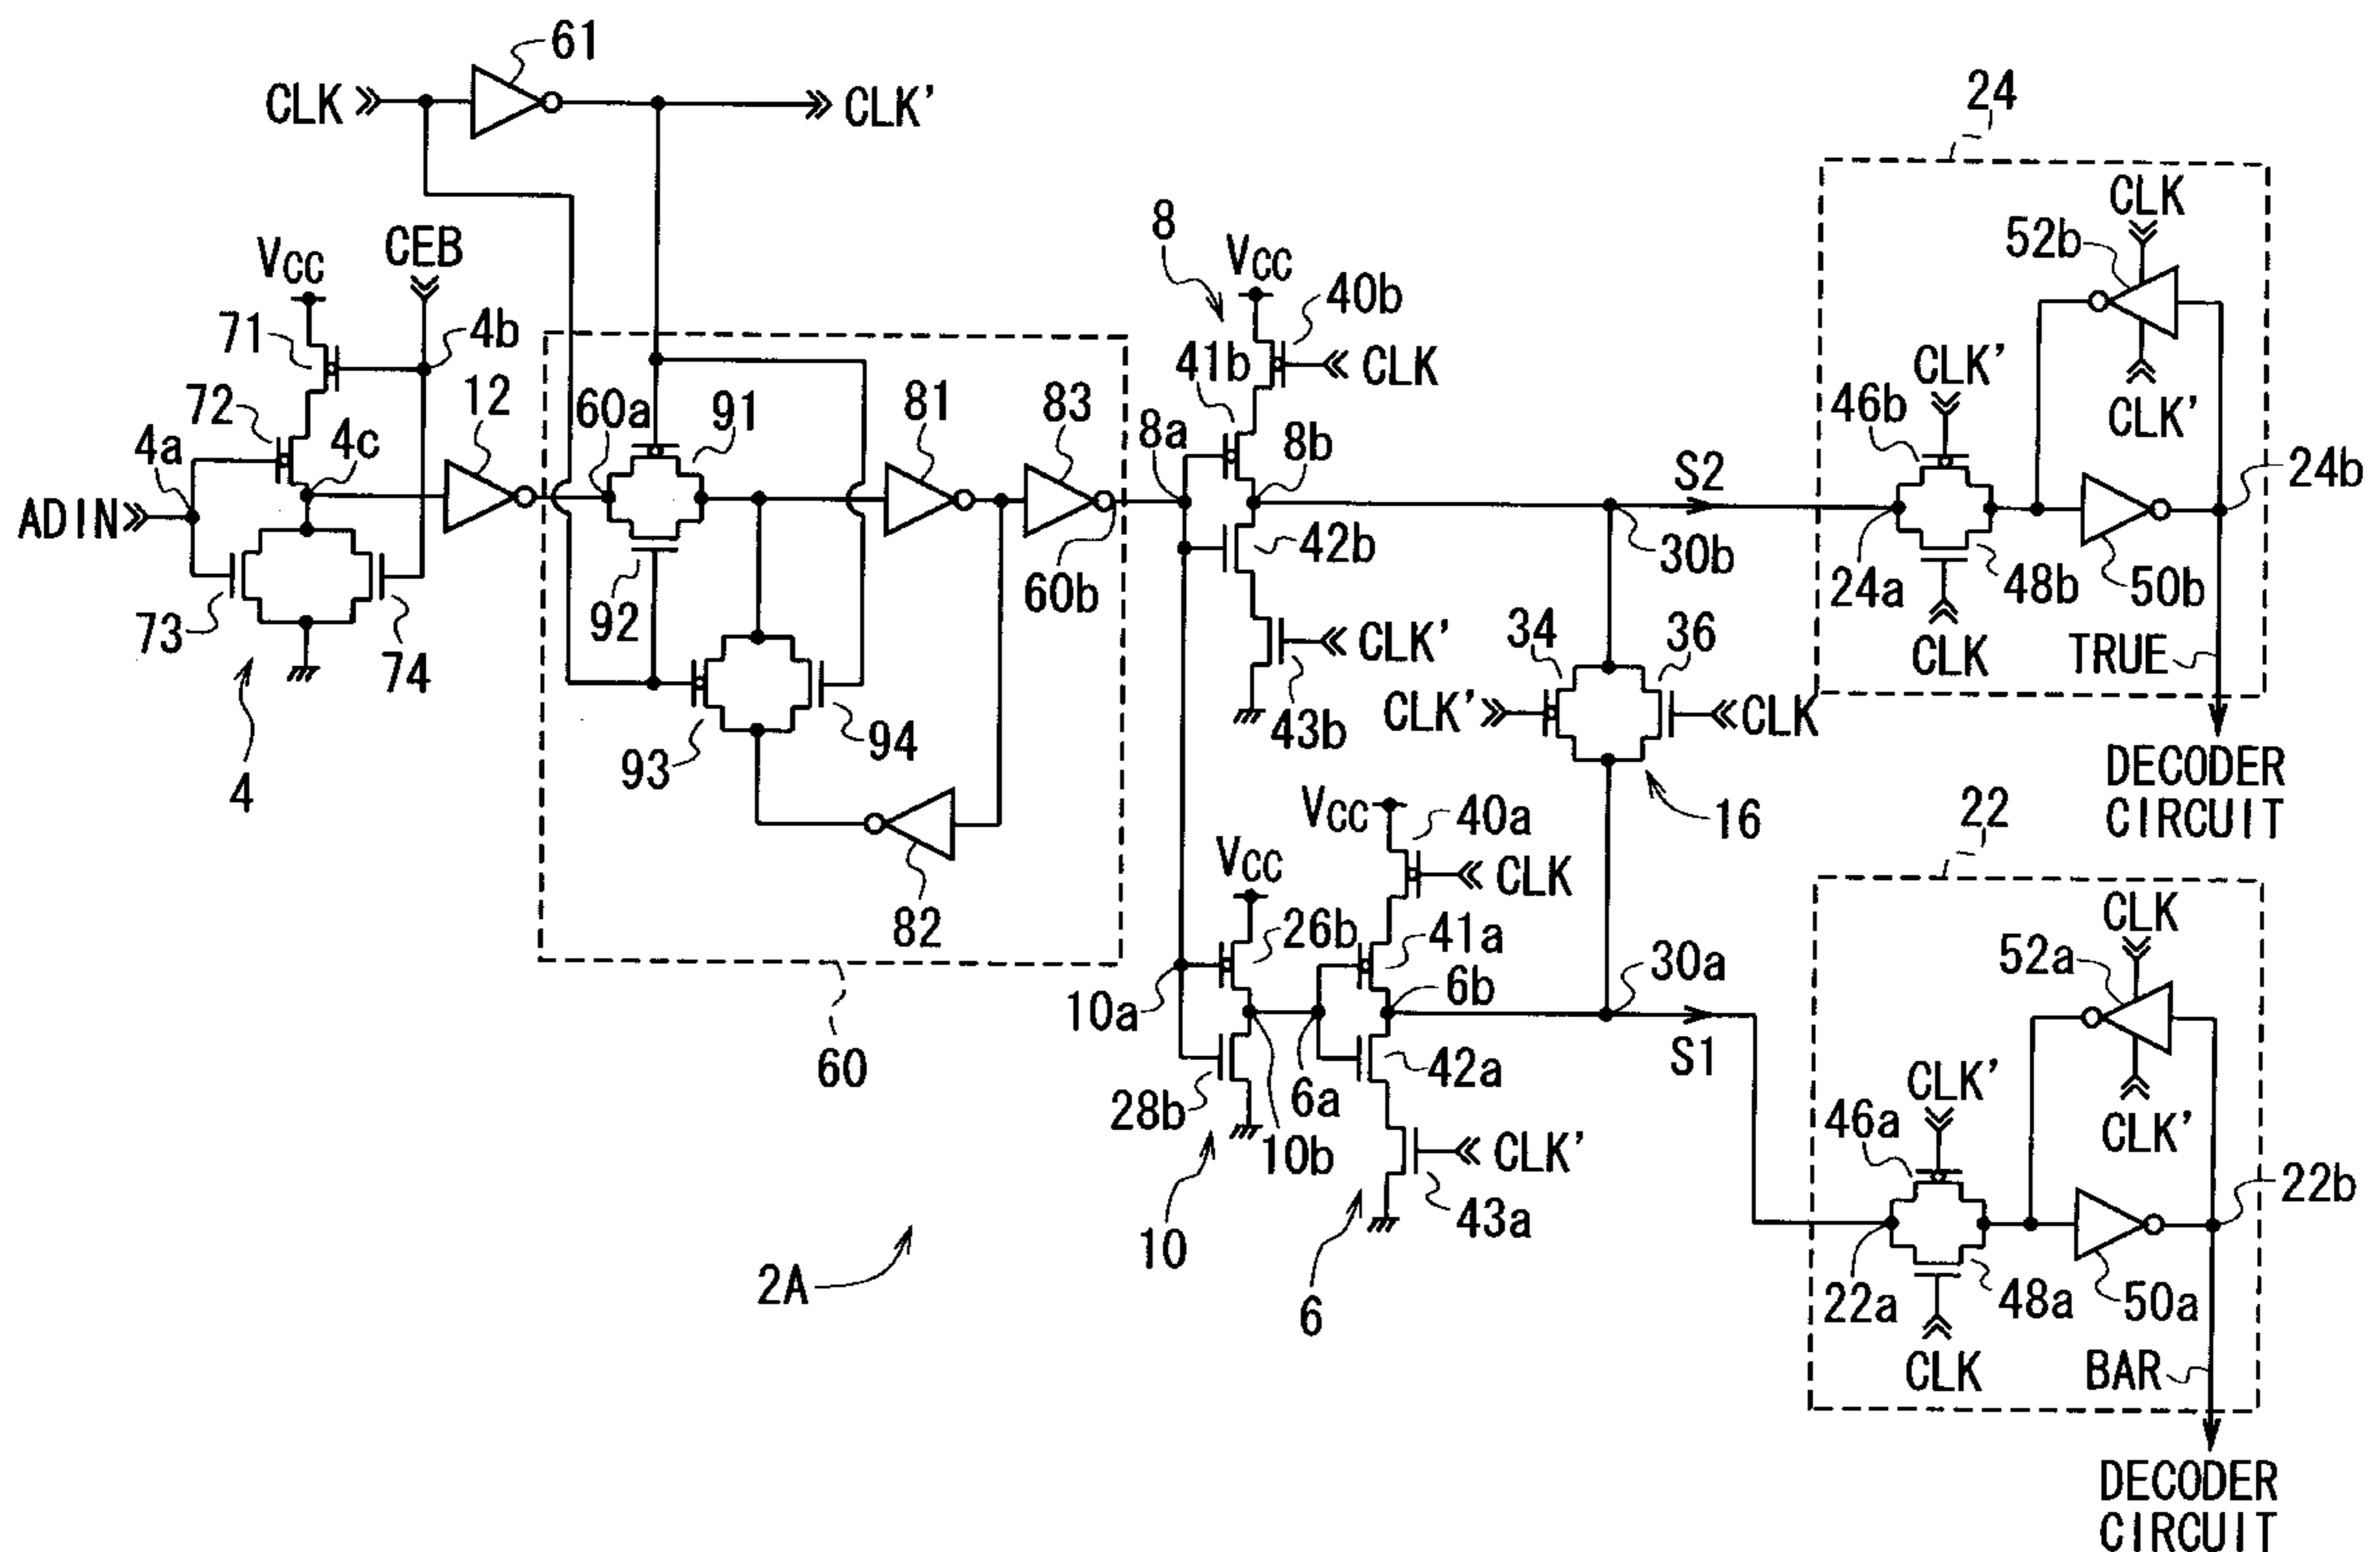 61
CLK
CLK'
24
CLK
52b
8
VCC
40b
CEB
VCC
71
4b
CLK'
CLK'
46b
41b
CLK
72
12
60a
91
81
83
8a
8b
S2
24b
4a
4c
ADIN
42b
30b
24a
48b
50b
60b
92
34
36
CLK
TRUE
73
74
CLK'
43b
CLK'
CLK
94
93
4
VCC
40a
16
DECODER
CIRCUIT
22
VCC
CLK
CLK
82
26b
41a
52a
10a
6b
30a
60
S1
28b
6a
42a
CLK'
CLK'
46a
10b
CLK'
22b
43a
10
2A
6
22a
48a
50a
CLK
BAR
DECODER
CIRCUIT